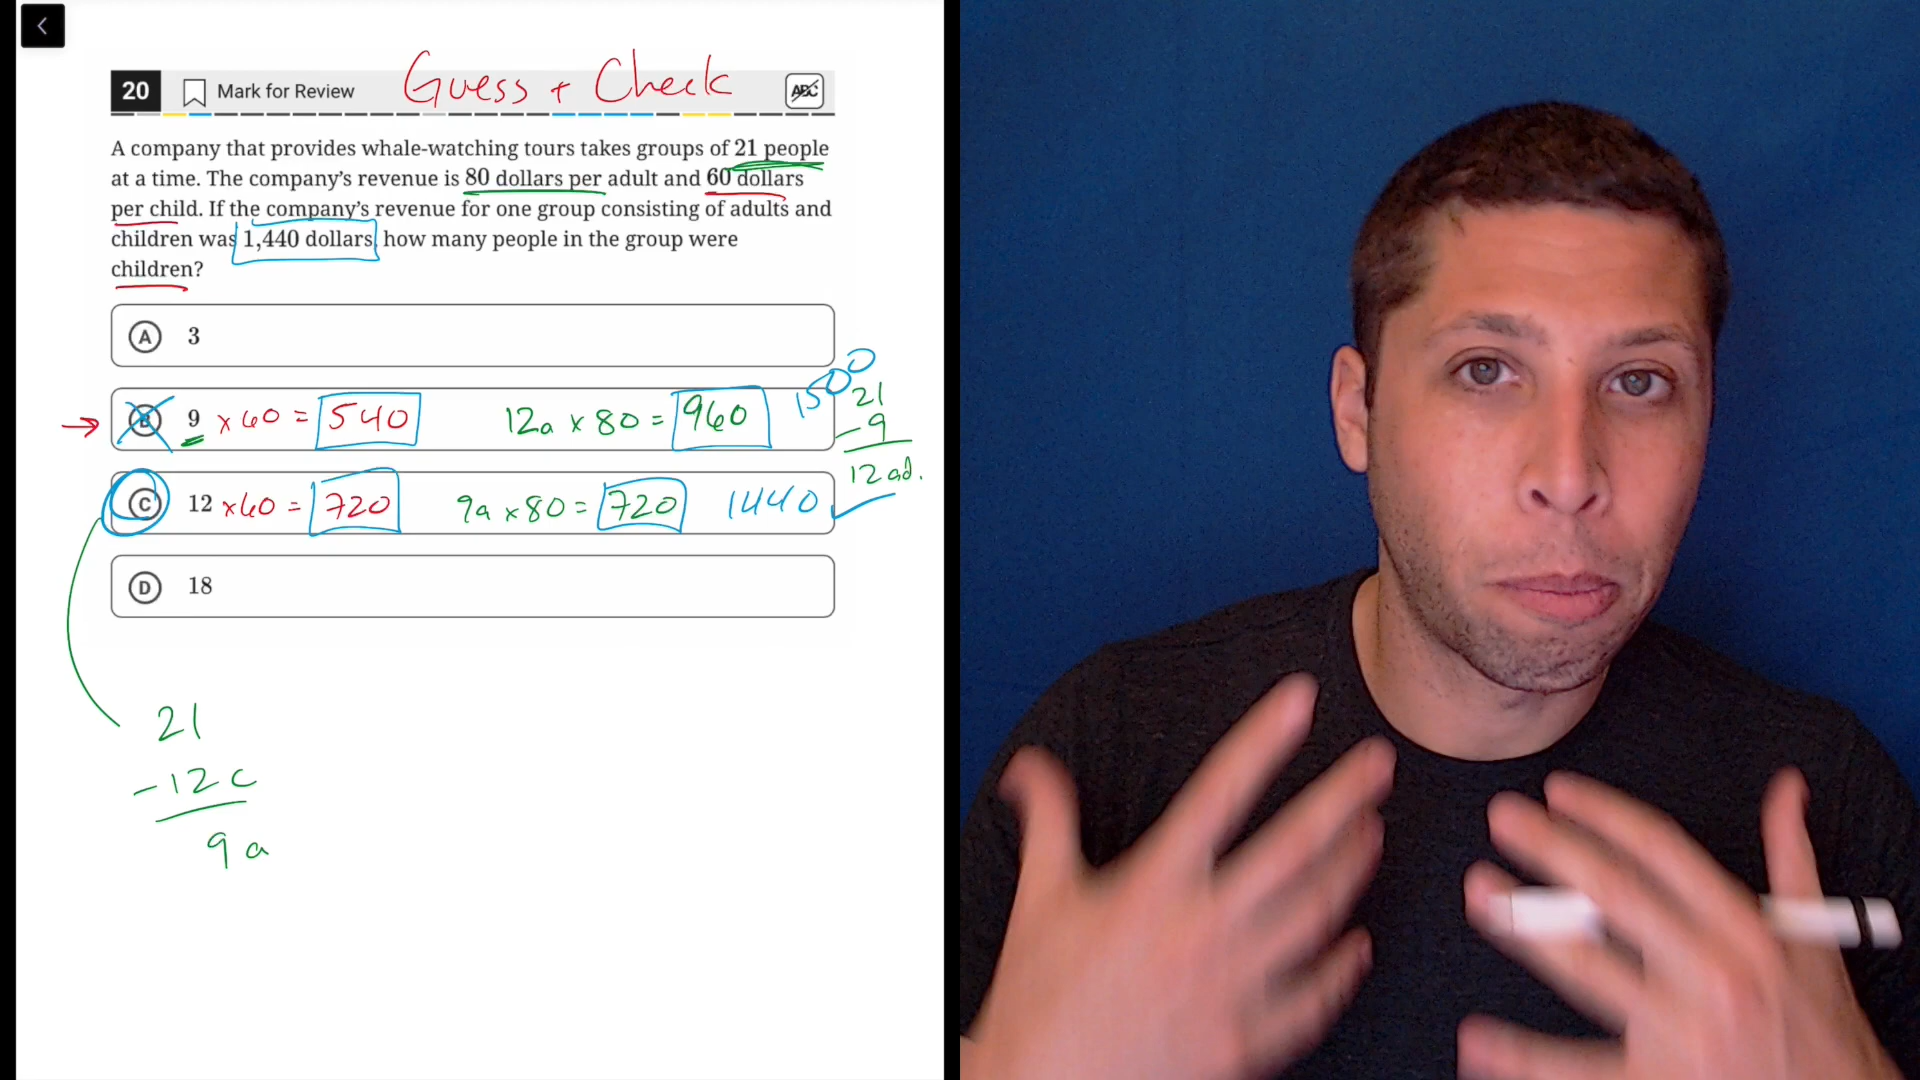 20 Mark for Review Guess + Check ABC
A company that provides whale-watching tours takes groups of 21 people
at a time. The company's revenue is 80 dollars per adult and 60 dollars
per child. If the company's revenue for one group consisting of adults and
children was 1,440 dollars, how many people in the group were
children?
A 3
B 9 x 60 = 540 12a x 80 = 960 1500
21
- 9
12 ad.
C 12 x 60 = 720 9a x 80 = 720 1440
D 18
21
- 12 c
9 a